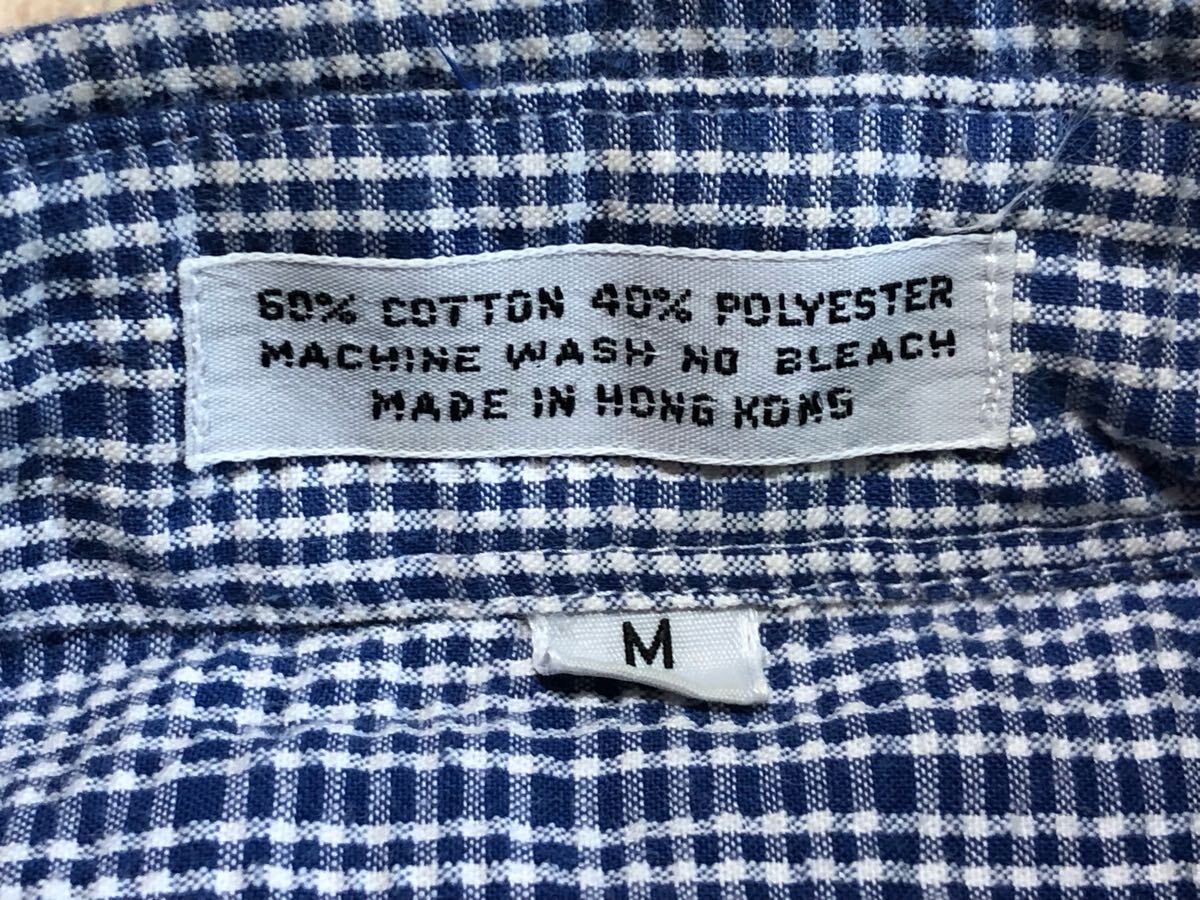 60% COTTON 40% POLYESTER
MACHINE WASH NO BLEACH
MADE IN HONG KONG
M